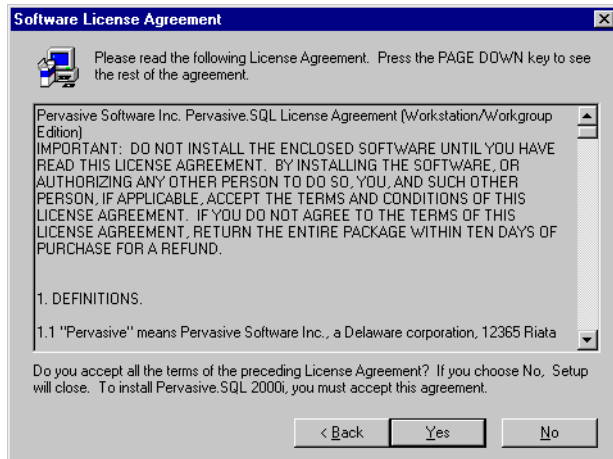 Software License Agreement
Please read the following License Agreement. Press the PAGE DOWN key to see
the rest of the agreement.
Pervasive Software Inc. Pervasive.SQL License Agreement (Workstation/Workgroup
Edition)
IMPORTANT: DO NOT INSTALL THE ENCLOSED SOFTWARE UNTIL YOU HAVE
READ THIS LICENSE AGREEMENT. BY INSTALLING THE SOFTWARE, OR
AUTHORIZING ANY OTHER PERSON TO DO SO, YOU, AND SUCH OTHER
PERSON, IF APPLICABLE, ACCEPT THE TERMS AND CONDITIONS OF THIS
LICENSE AGREEMENT. IF YOU DO NOT AGREE TO THE TERMS OF THIS
LICENSE AGREEMENT, RETURN THE ENTIRE PACKAGE WITHIN TEN DAYS OF
PURCHASE FOR A REFUND.
1. DEFINITIONS.
1.1 "Pervasive" means Pervasive Software Inc., a Delaware corporation, 12365 Riata
Do you accept all the terms of the preceding License Agreement? If you choose No, Setup
will close. To install Pervasive.SQL 2000i, you must accept this agreement.
< Back Yes No